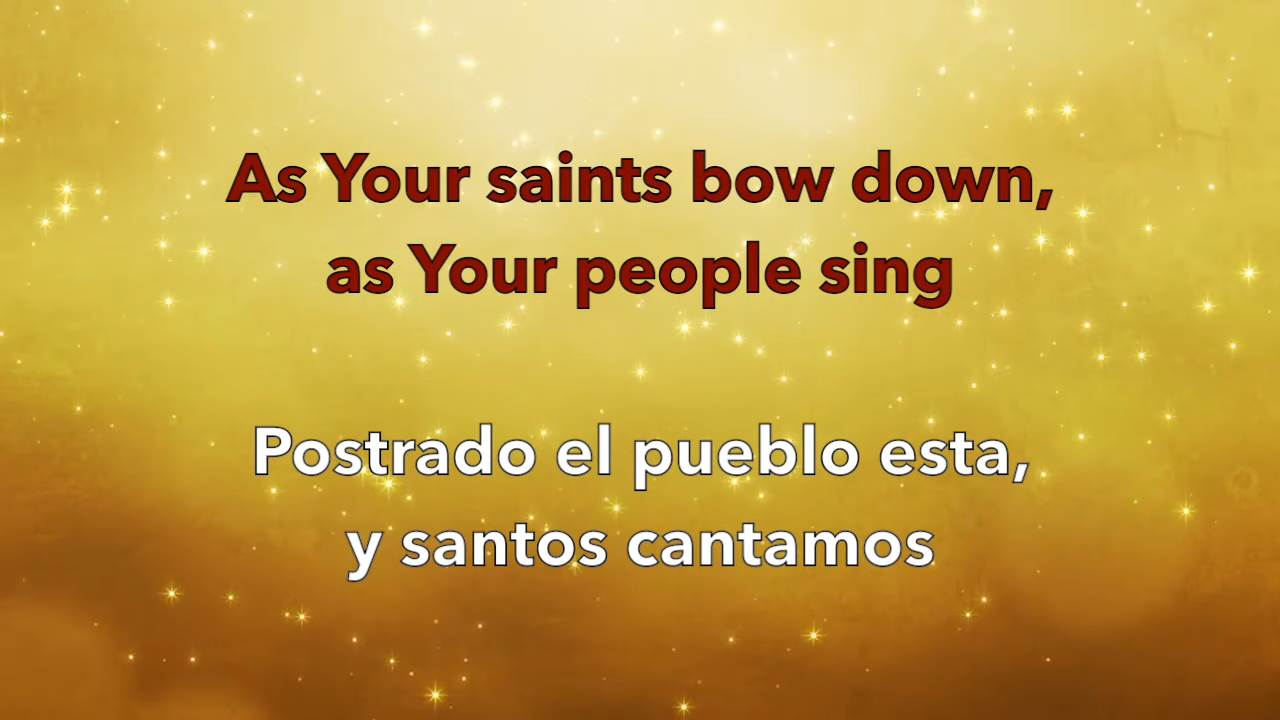 As Your saints bow down,
as Your people sing
Postrado el pueblo esta,
y santos cantamos